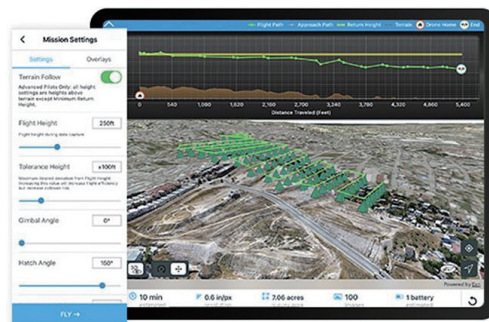 Mission Settings
Settings
Overlays
Terrain Follow
Advanced Pilots Only: all height
settings are heights above
terrain except Minimum Return
Height.
Flight Height
250ft
Flight height during data capture
Tolerance Height
±100ft
Gimbal Angle
0°
Hatch Angle
150°
FLY →
Flight Path
Approach Path
Return Height
Terrain
Drone Home
End
0
540
1,080
1,620
2,160
2,700
3,240
3,780
4,320
4,860
5,400
Distance Traveled (Feet)
Powered by Esri
10 min
0.6 in/px
7.06 acres
100
1 battery